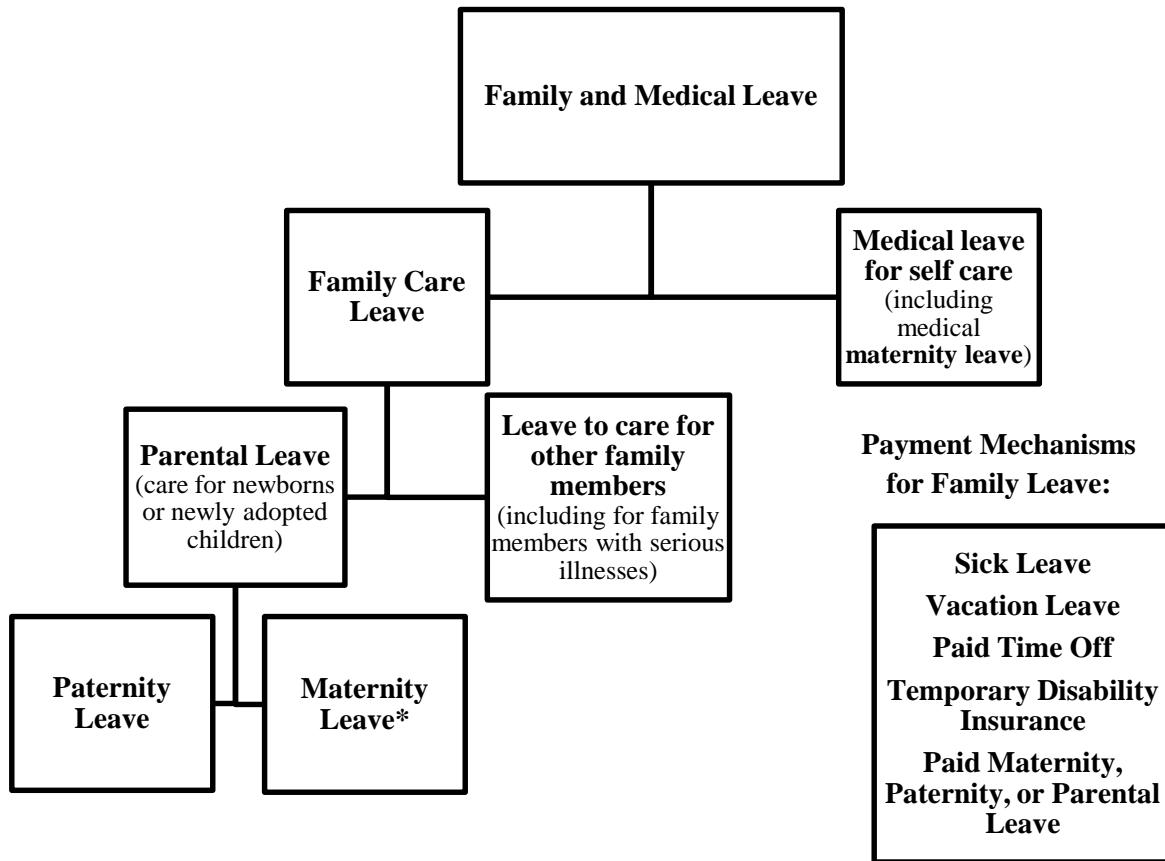 Family and Medical Leave
Family Care
Leave
Medical leave
for self care
(including
medical
maternity leave)
Parental Leave
(care for newborns
or newly adopted
children)
Leave to care for
other family
members
(including for family
members with serious
illnesses)
Paternity
Leave
Maternity
Leave*
Payment Mechanisms
for Family Leave:
Sick Leave
Vacation Leave
Paid Time Off
Temporary Disability
Insurance
Paid Maternity,
Paternity, or Parental
Leave